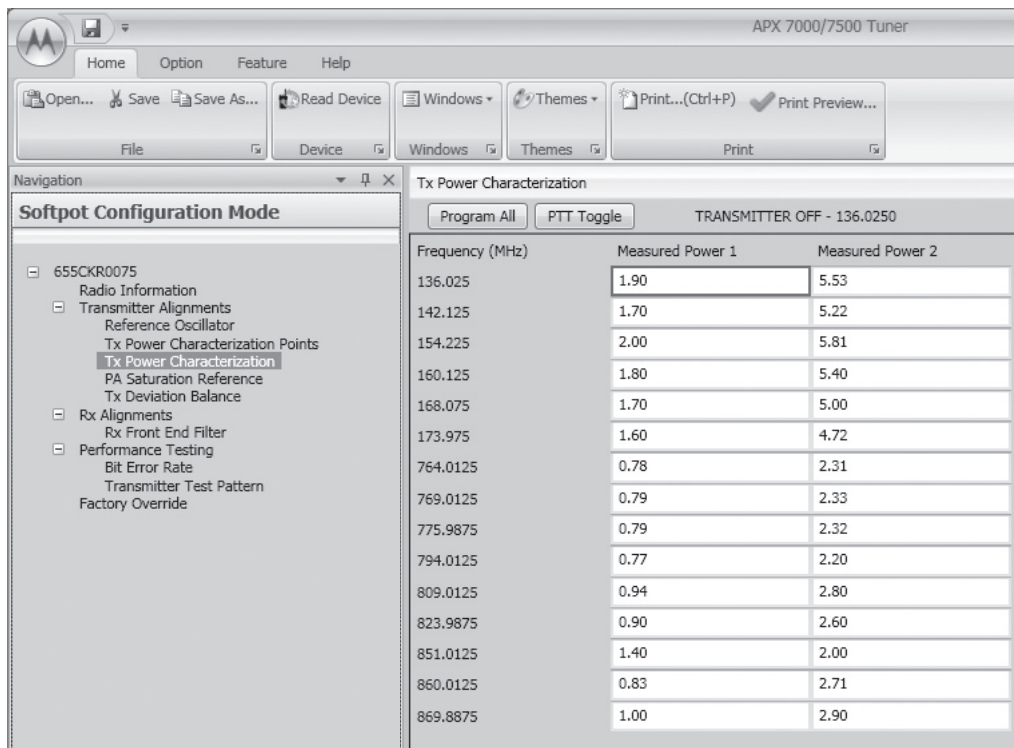 APX 7000/7500 Tuner
Home Option Feature Help
Open... Save Save As... Read Device Windows Themes Print...(Ctrl+P) Print Preview...
File Device Windows Themes Print
Navigation
Softpot Configuration Mode
655CKR0075
Radio Information
Transmitter Alignments
Reference Oscillator
Tx Power Characterization Points
Tx Power Characterization
PA Saturation Reference
Tx Deviation Balance
Rx Alignments
Rx Front End Filter
Performance Testing
Bit Error Rate
Transmitter Test Pattern
Factory Override
Tx Power Characterization
Program All PTT Toggle TRANSMITTER OFF - 136.0250
Frequency (MHz) Measured Power 1 Measured Power 2
136.025 1.90 5.53
142.125 1.70 5.22
154.225 2.00 5.81
160.125 1.80 5.40
168.075 1.70 5.00
173.975 1.60 4.72
764.0125 0.78 2.31
769.0125 0.79 2.33
775.9875 0.79 2.32
794.0125 0.77 2.20
809.0125 0.94 2.80
823.9875 0.90 2.60
851.0125 1.40 2.00
860.0125 0.83 2.71
869.8875 1.00 2.90